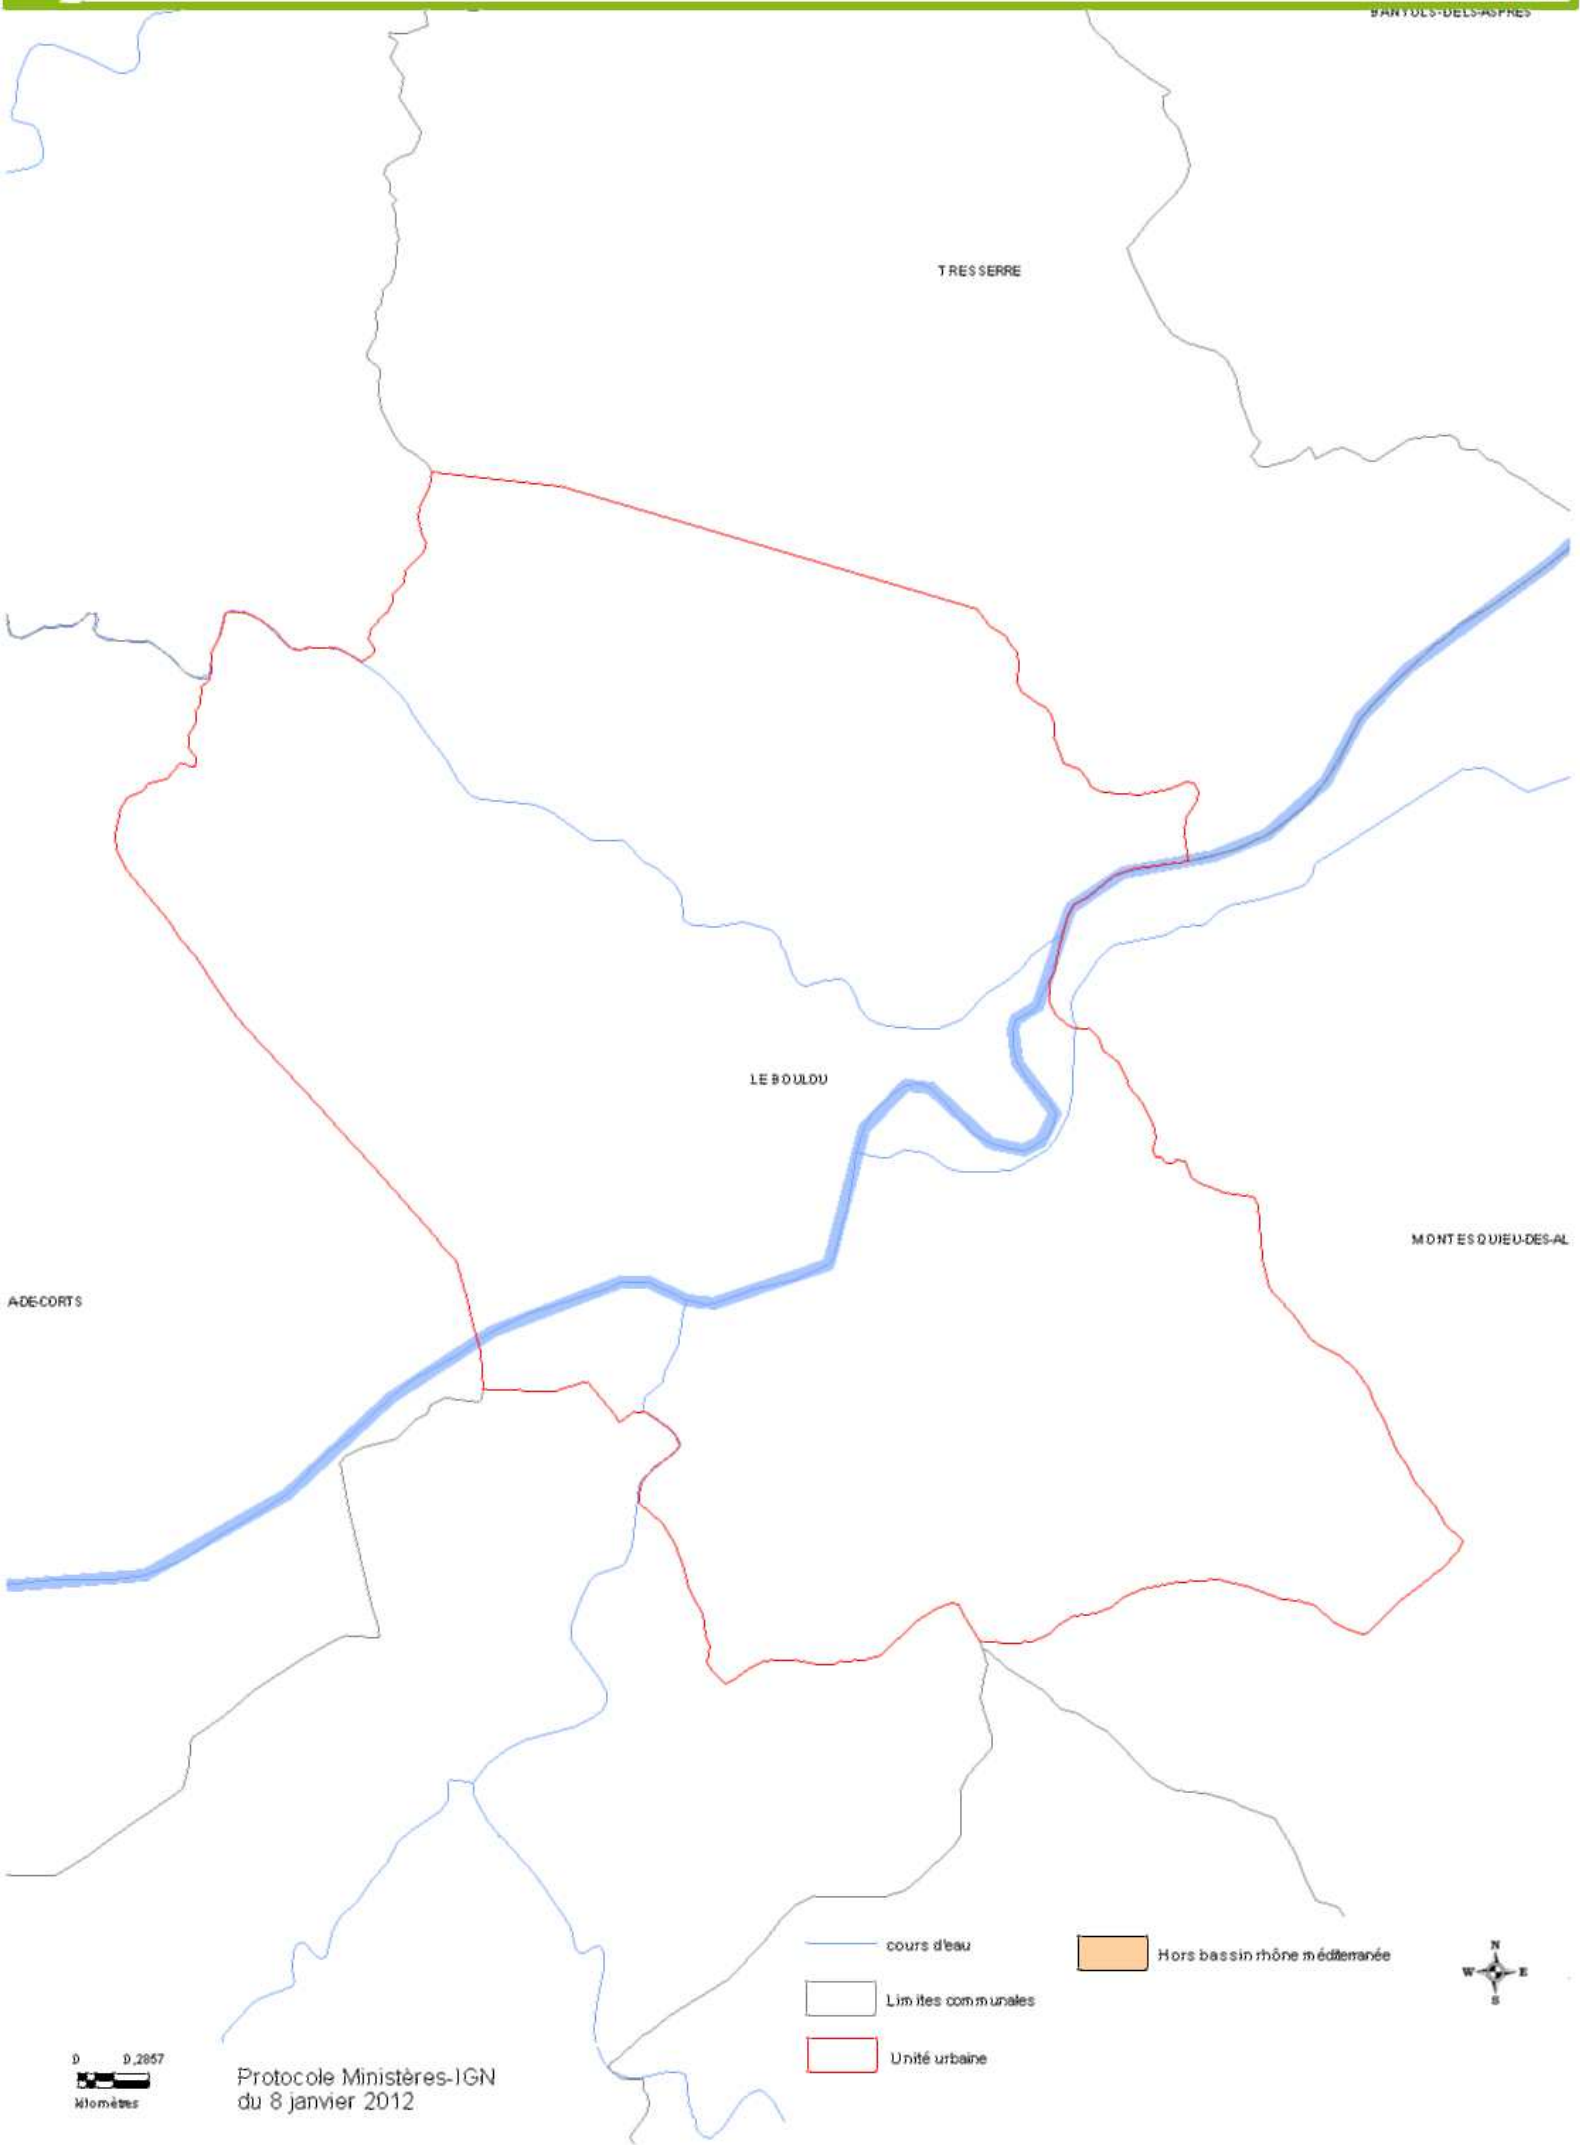 BANYULS-DELS-ASPRES
TRESSERRE
LE BOULOU
MONTESQUIEU-DES-AL
A-DE-CORTS
cours d'eau
Hors bassin rhône méditerranée
N
W E
S
Limites communales
Unité urbaine
0 0,2857
kilomètres
Protocole Ministères-IGN
du 8 janvier 2012